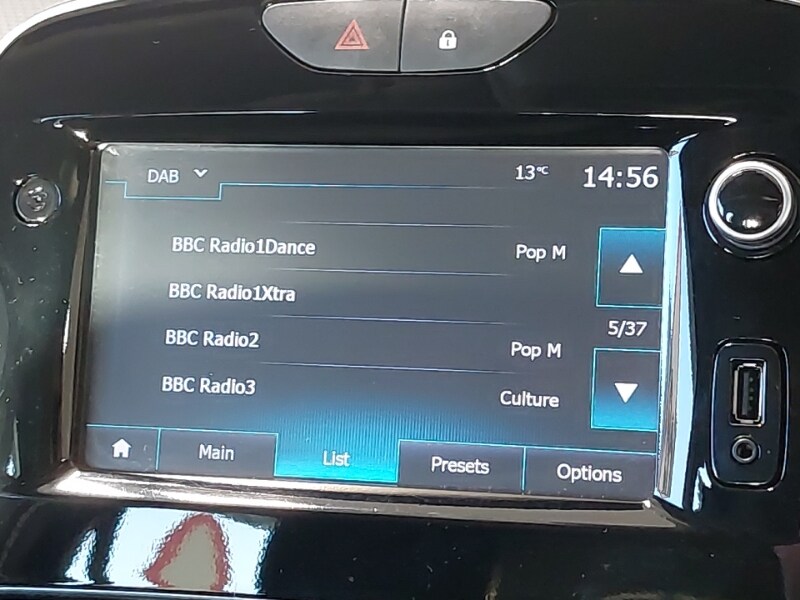 DAB 13°C 14:56
BBC Radio1Dance Pop M
BBC Radio1Xtra
5/37
BBC Radio2 Pop M
BBC Radio3 Culture
Main List Presets Options